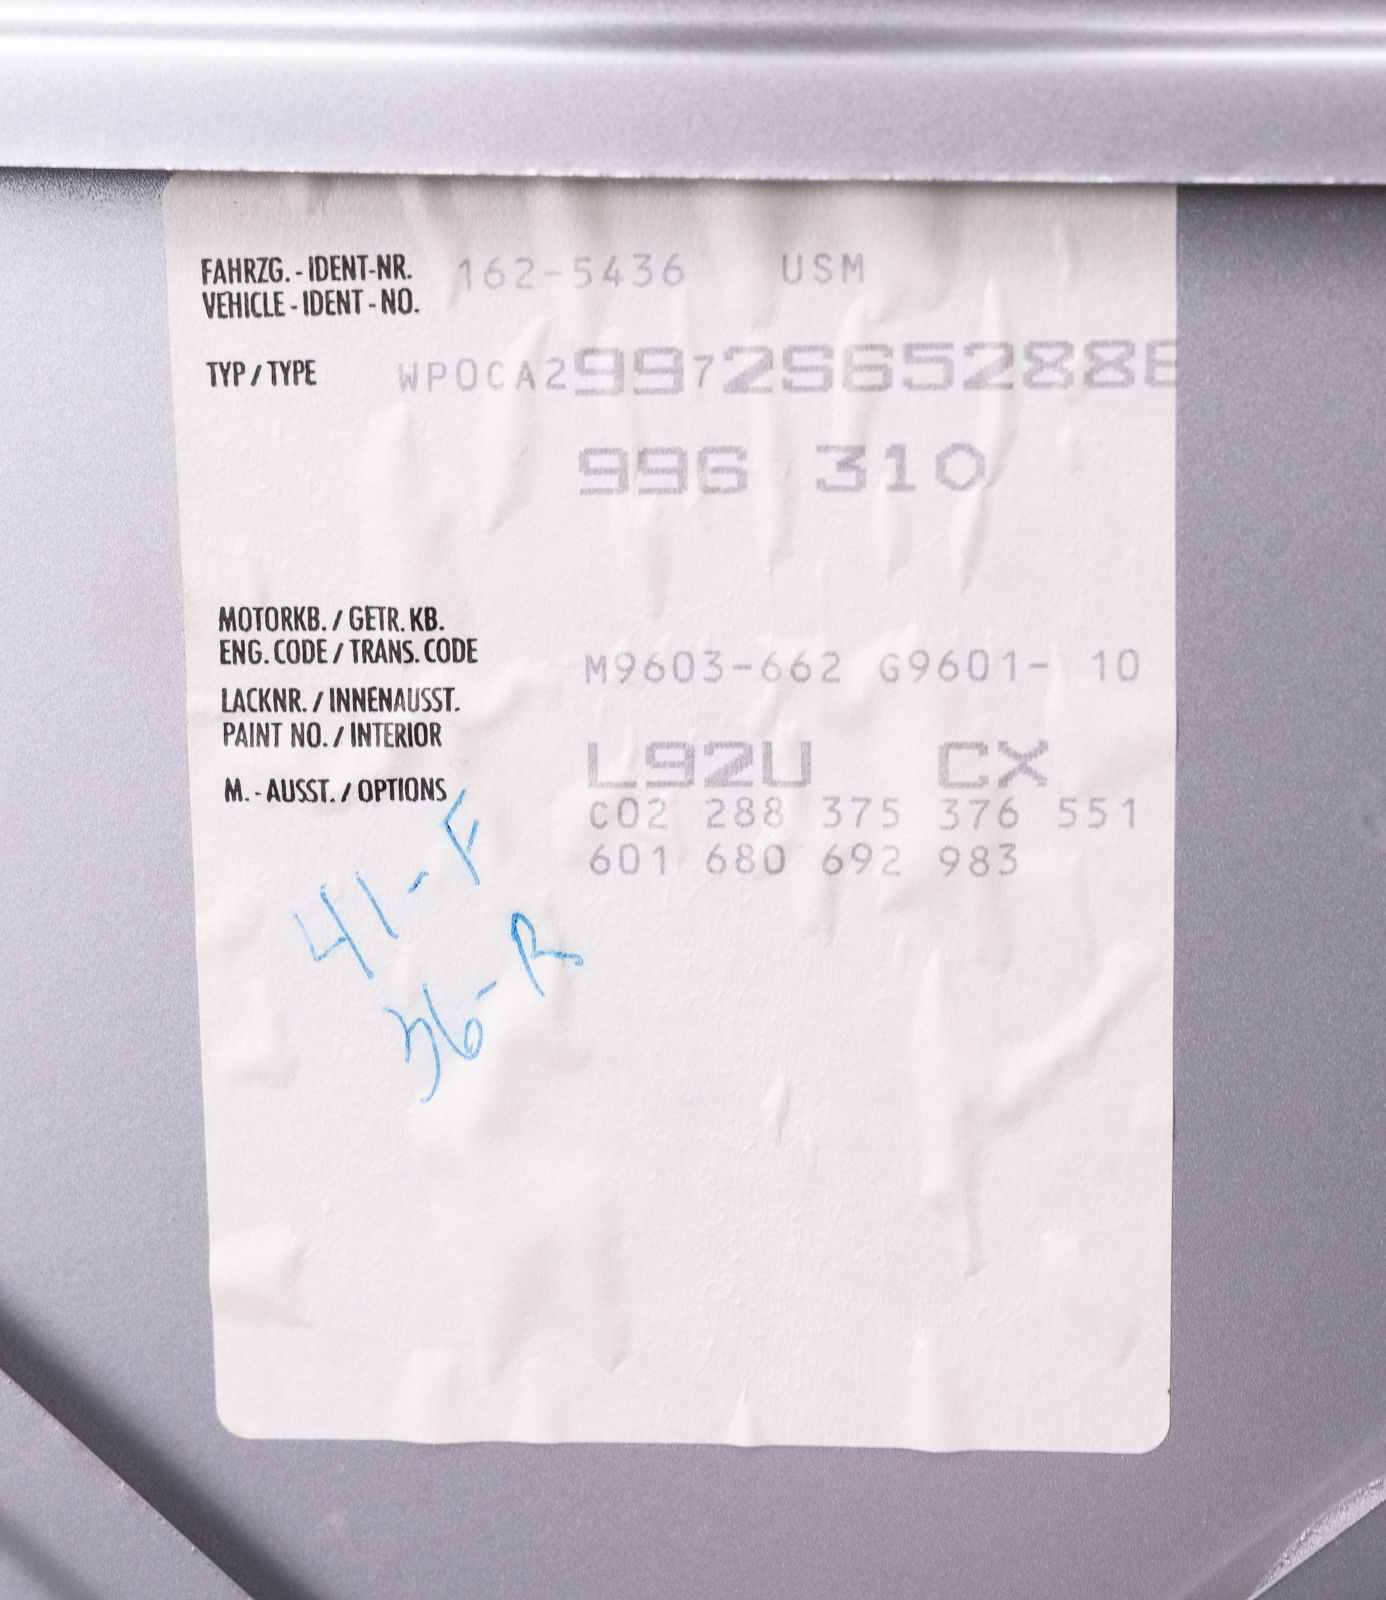 FAHRZG. - IDENT-NR. 162-5436 USM
VEHICLE - IDENT - NO.
TYP / TYPE WP0CA29972S652886
996 310
MOTORKB. / GETR. KB.
ENG. CODE / TRANS. CODE M9603-662 G9601- 10
LACKNR. / INNENAUSST.
PAINT NO. / INTERIOR L92U CX
M. - AUSST. / OPTIONS C02 288 375 376 551
601 680 692 983
41-F
36-R